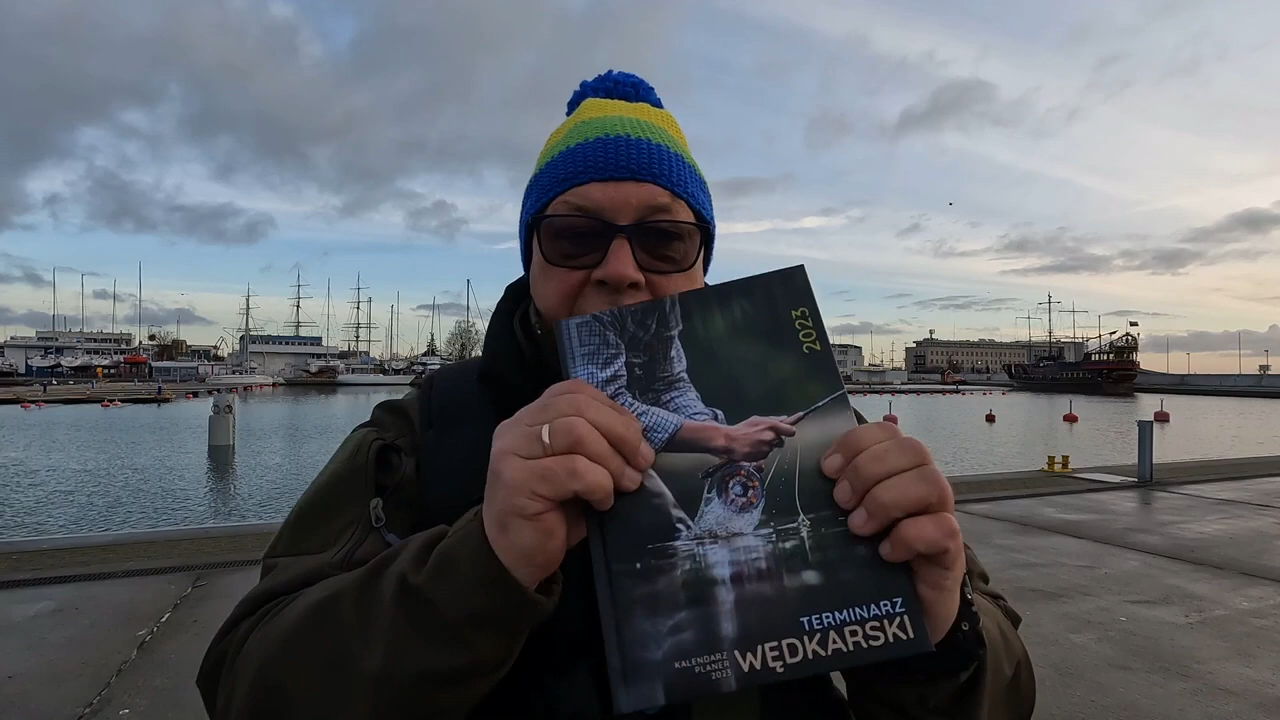 2023
TERMINARZ
WĘDKARSKI
KALENDARZ
PLANER
2023